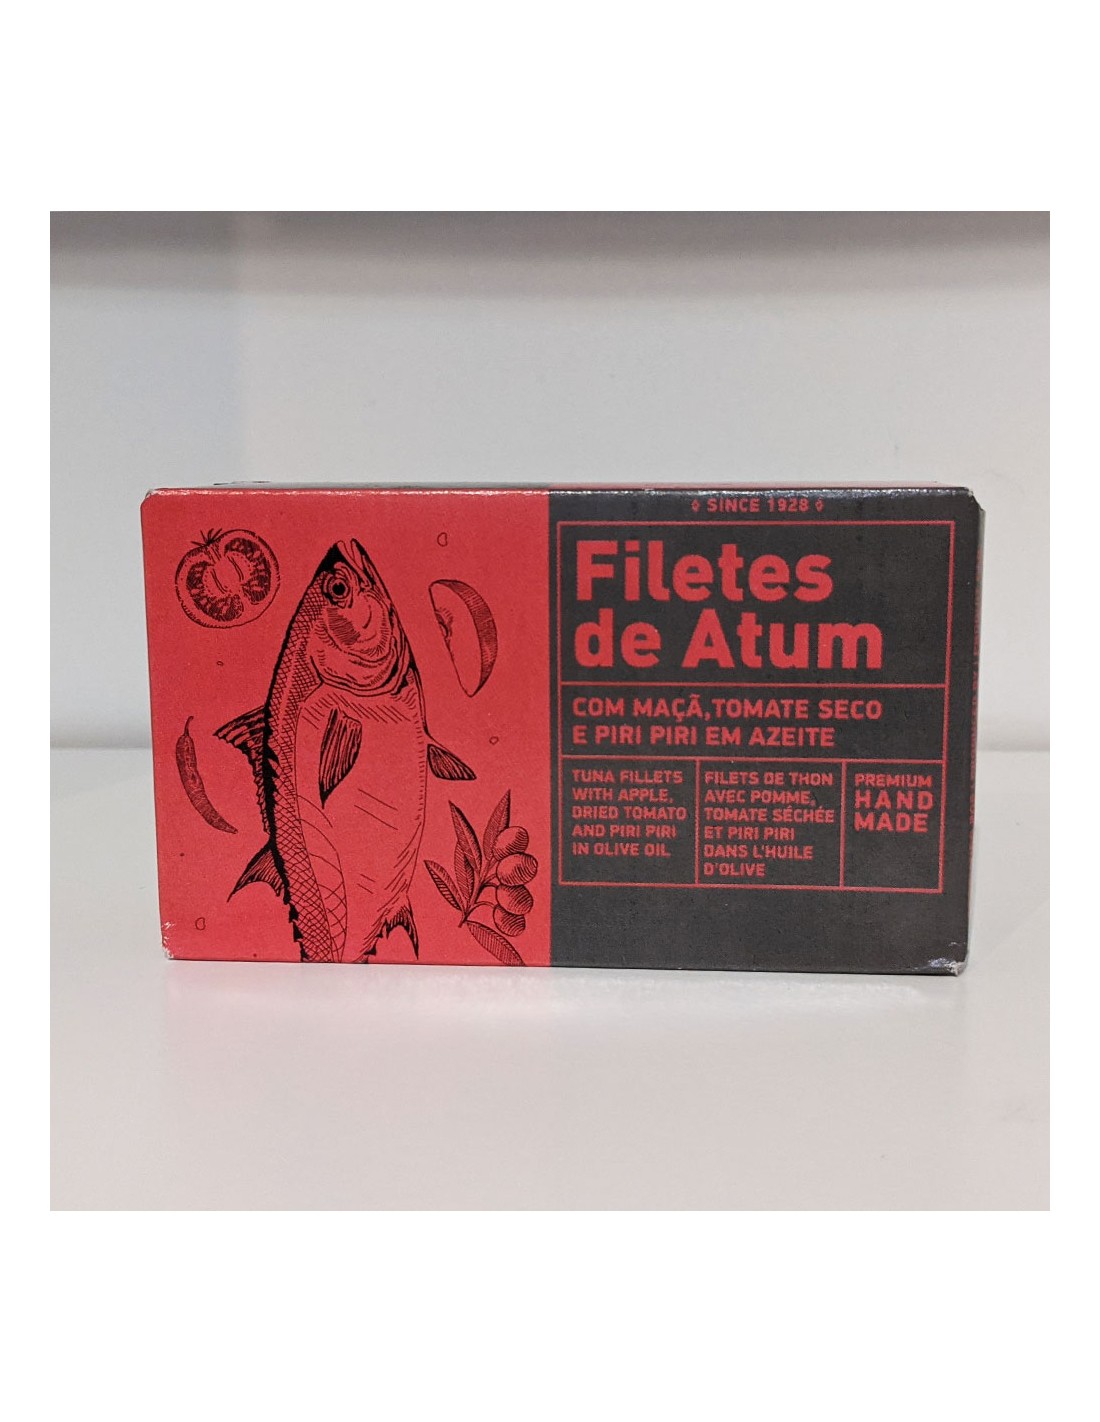 ◊ SINCE 1928 ◊
Filetes
de Atum
COM MAÇÃ, TOMATE SECO
E PIRI PIRI EM AZEITE
TUNA FILLETS
WITH APPLE,
DRIED TOMATO
AND PIRI PIRI
IN OLIVE OIL
FILETS DE THON
AVEC POMME,
TOMATE SÉCHÉE
ET PIRI PIRI
DANS L'HUILE
D'OLIVE
PREMIUM
HAND
MADE